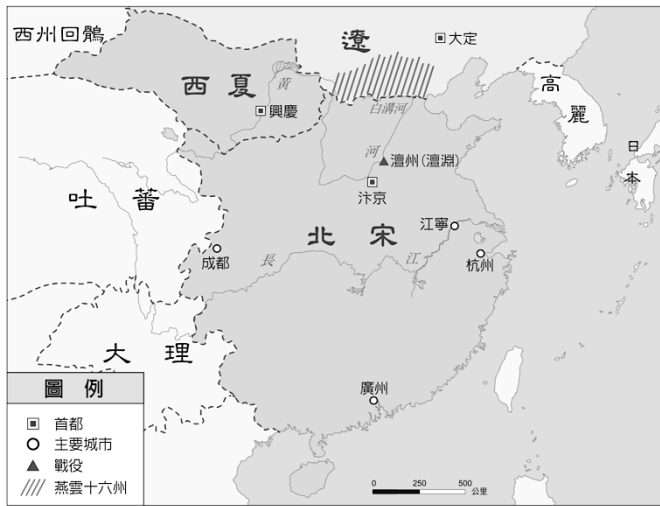 西州回鶻
遼
大定
西夏
黃
興慶
高麗
白溝河
日本
河
澶州(澶淵)
汴京
吐蕃
北宋
江寧
成都
長
江
杭州
大理
廣州
圖例
首都
主要城市
戰役
燕雲十六州
0 250 500
公里